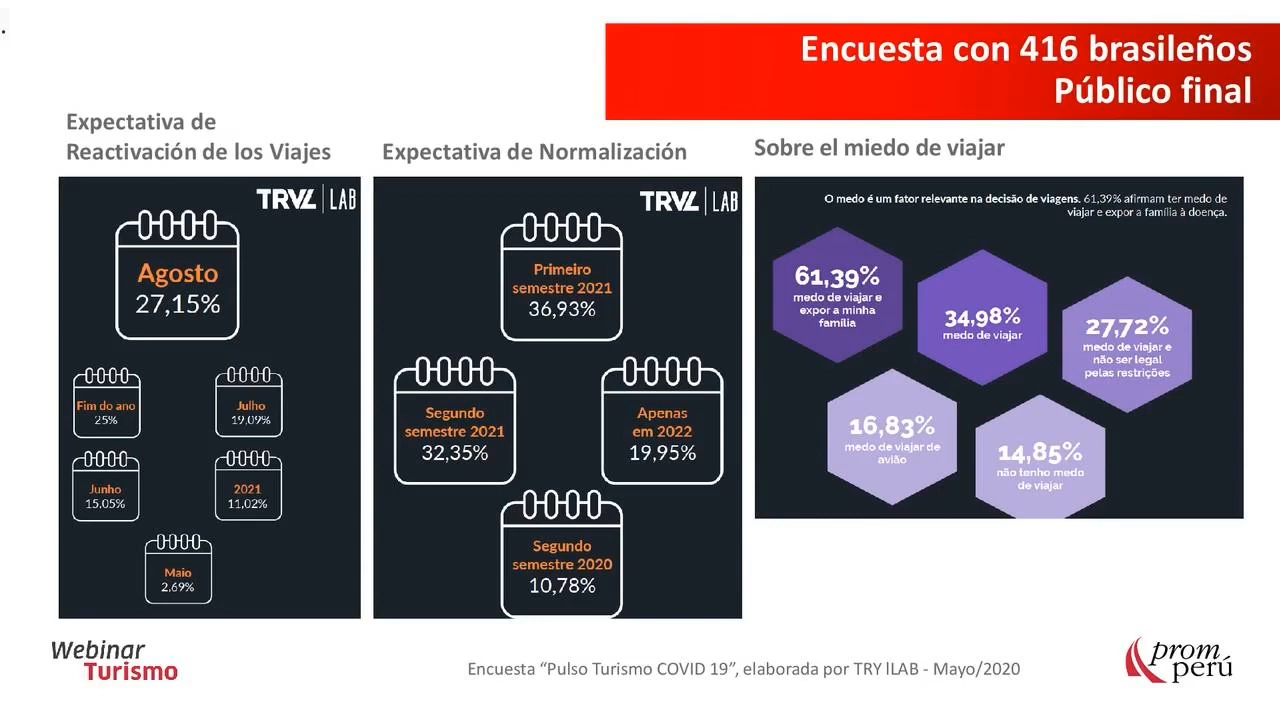 Encuesta con 416 brasileños
Público final
Expectativa de
Reactivación de los Viajes
TRVL | LAB
Agosto
27,15%
Fim do ano
25%
Julho
19,09%
Junho
15,05%
2021
11,02%
Maio
2,69%
Expectativa de Normalización
TRVL | LAB
Primeiro
semestre 2021
36,93%
Segundo
semestre 2021
32,35%
Apenas
em 2022
19,95%
Segundo
semestre 2020
10,78%
Sobre el miedo de viajar
O medo é um fator relevante na decisão de viagens. 61,39% afirmam ter medo de
viajar e expor a família à doença.
61,39%
medo de viajar e
expor a minha
família
34,98%
medo de viajar
27,72%
medo de viajar e
não ser legal
pelas restrições
16,83%
medo de viajar de
avião
14,85%
não tenho medo
de viajar
Webinar
Turismo
Encuesta “Pulso Turismo COVID 19”, elaborada por TRY lLAB - Mayo/2020
prom
perú